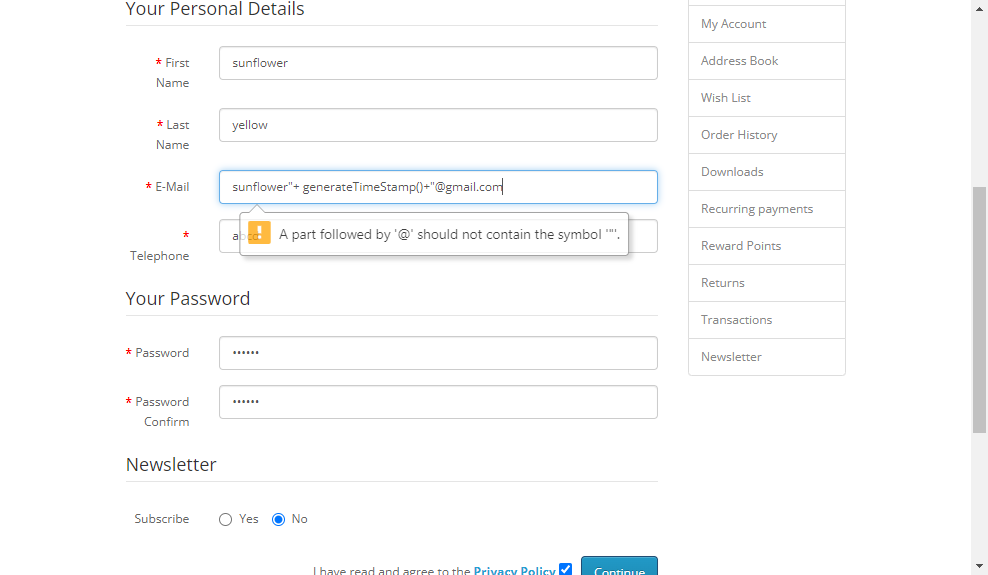 Your Personal Details
* First Name
sunflower
* Last Name
yellow
* E-Mail
sunflower"+ generateTimeStamp()+"@gmail.com
A part followed by '@' should not contain the symbol '"'.
* Telephone
abcd
Your Password
* Password
••••••
* Password Confirm
••••••
Newsletter
Subscribe
Yes
No
I have read and agree to the Privacy Policy
Continue
My Account
Address Book
Wish List
Order History
Downloads
Recurring payments
Reward Points
Returns
Transactions
Newsletter